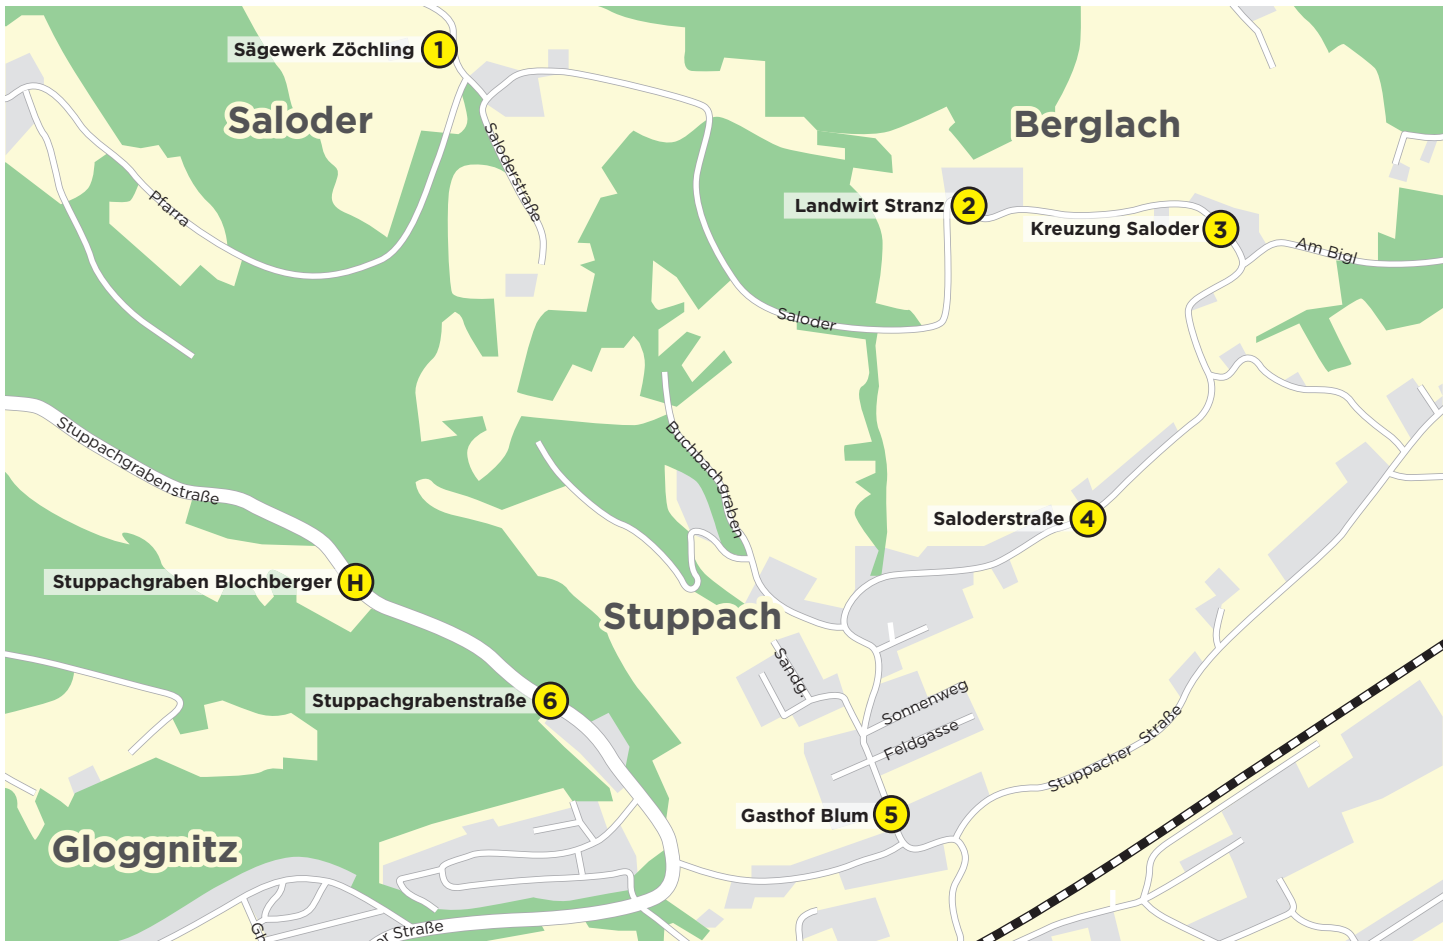 Sägewerk Zöchling 1
Saloder
Berglach
Saloderstraße
Pfarra
Landwirt Stranz 2
Kreuzung Saloder 3
Am Bigl
Saloder
Stuppachgrabenstraße
Buchbachgraben
Saloderstraße 4
Stuppachgraben Blochberger H
Stuppach
Sandg.
Stuppachgrabenstraße 6
Sonnenweg
Feldgasse
Stuppacher Straße
Gasthof Blum 5
Gloggnitz
er Straße